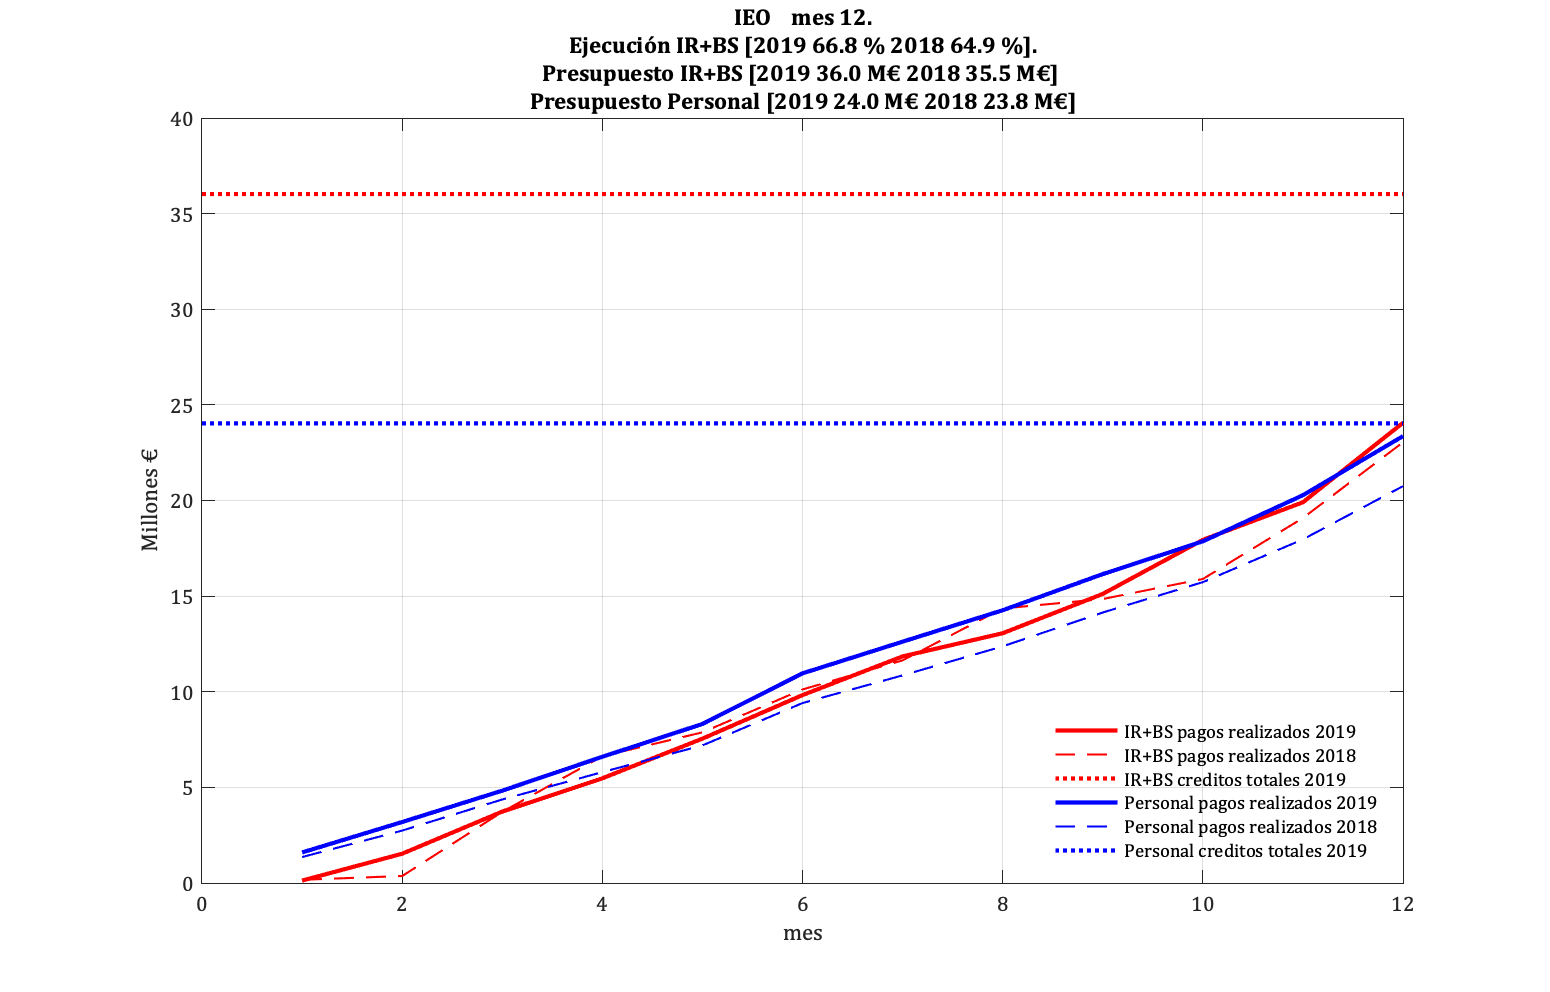 IEO    mes 12.
Ejecución IR+BS [2019 66.8 % 2018 64.9 %].
Presupuesto IR+BS [2019 36.0 M€ 2018 35.5 M€]
Presupuesto Personal [2019 24.0 M€ 2018 23.8 M€]
40
35
30
25
20
15
10
5
0
Millones €
0 2 4 6 8 10 12
mes
IR+BS pagos realizados 2019
IR+BS pagos realizados 2018
IR+BS creditos totales 2019
Personal pagos realizados 2019
Personal pagos realizados 2018
Personal creditos totales 2019